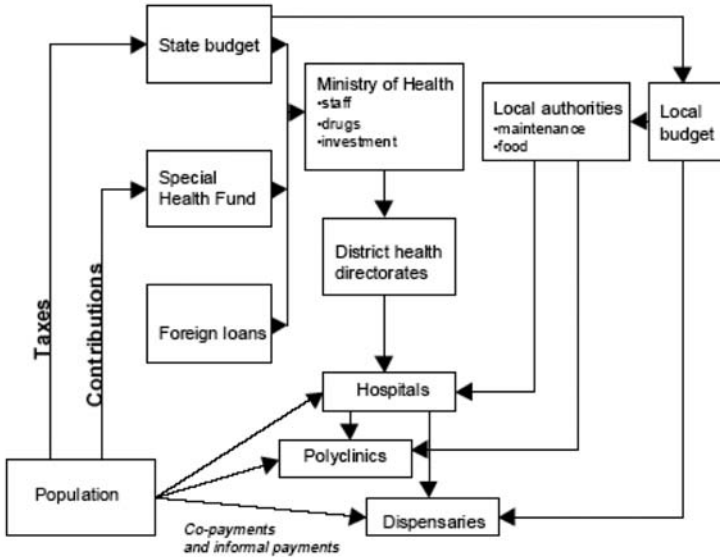 State budget
Ministry of Health
•staff
•drugs
•investment
Local authorities
•maintenance
•food
Local
budget
Special
Health Fund
District health
directorates
Foreign loans
Taxes
Contributions
Hospitals
Polyclinics
Population
Dispensaries
Co-payments
and informal payments